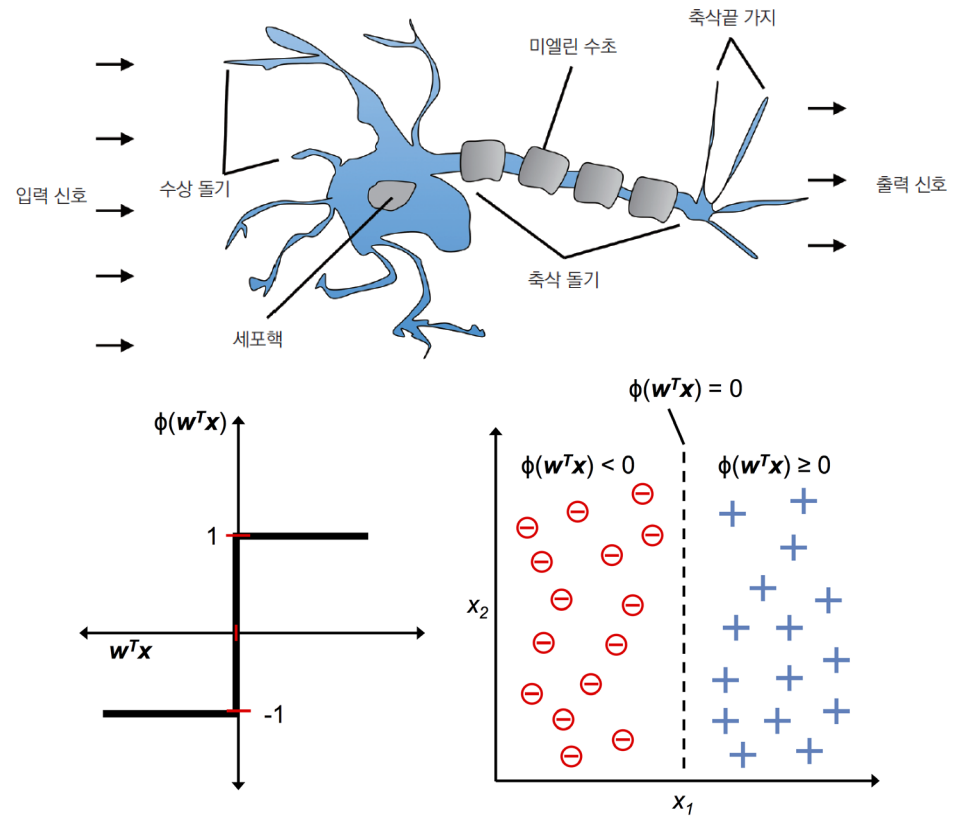 축삭끝 가지
미엘린 수초
입력 신호
수상 돌기
출력 신호
축삭 돌기
세포핵
ϕ(wᵀx) = 0
ϕ(wᵀx)
ϕ(wᵀx) < 0
ϕ(wᵀx) ≥ 0
1
x₂
wᵀx
-1
x₁